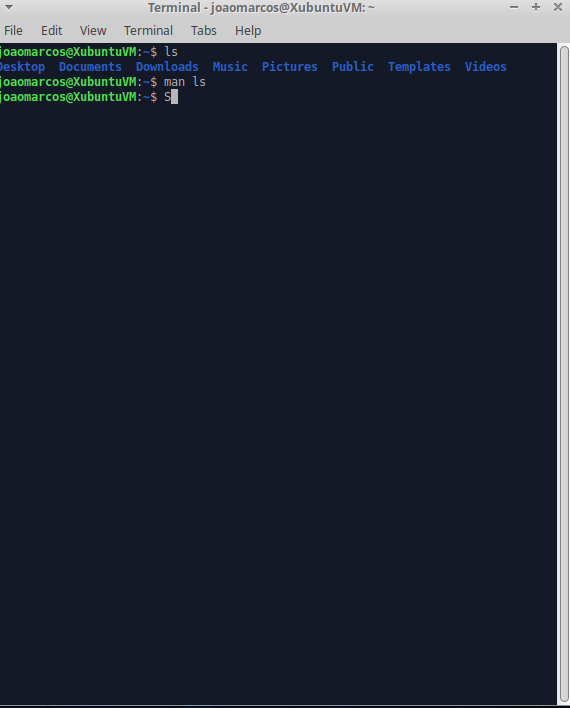 Terminal - joaomarcos@XubuntuVM: ~
File Edit View Terminal Tabs Help
joaomarcos@XubuntuVM:~$ ls
Desktop Documents Downloads Music Pictures Public Templates Videos
joaomarcos@XubuntuVM:~$ man ls
joaomarcos@XubuntuVM:~$ S